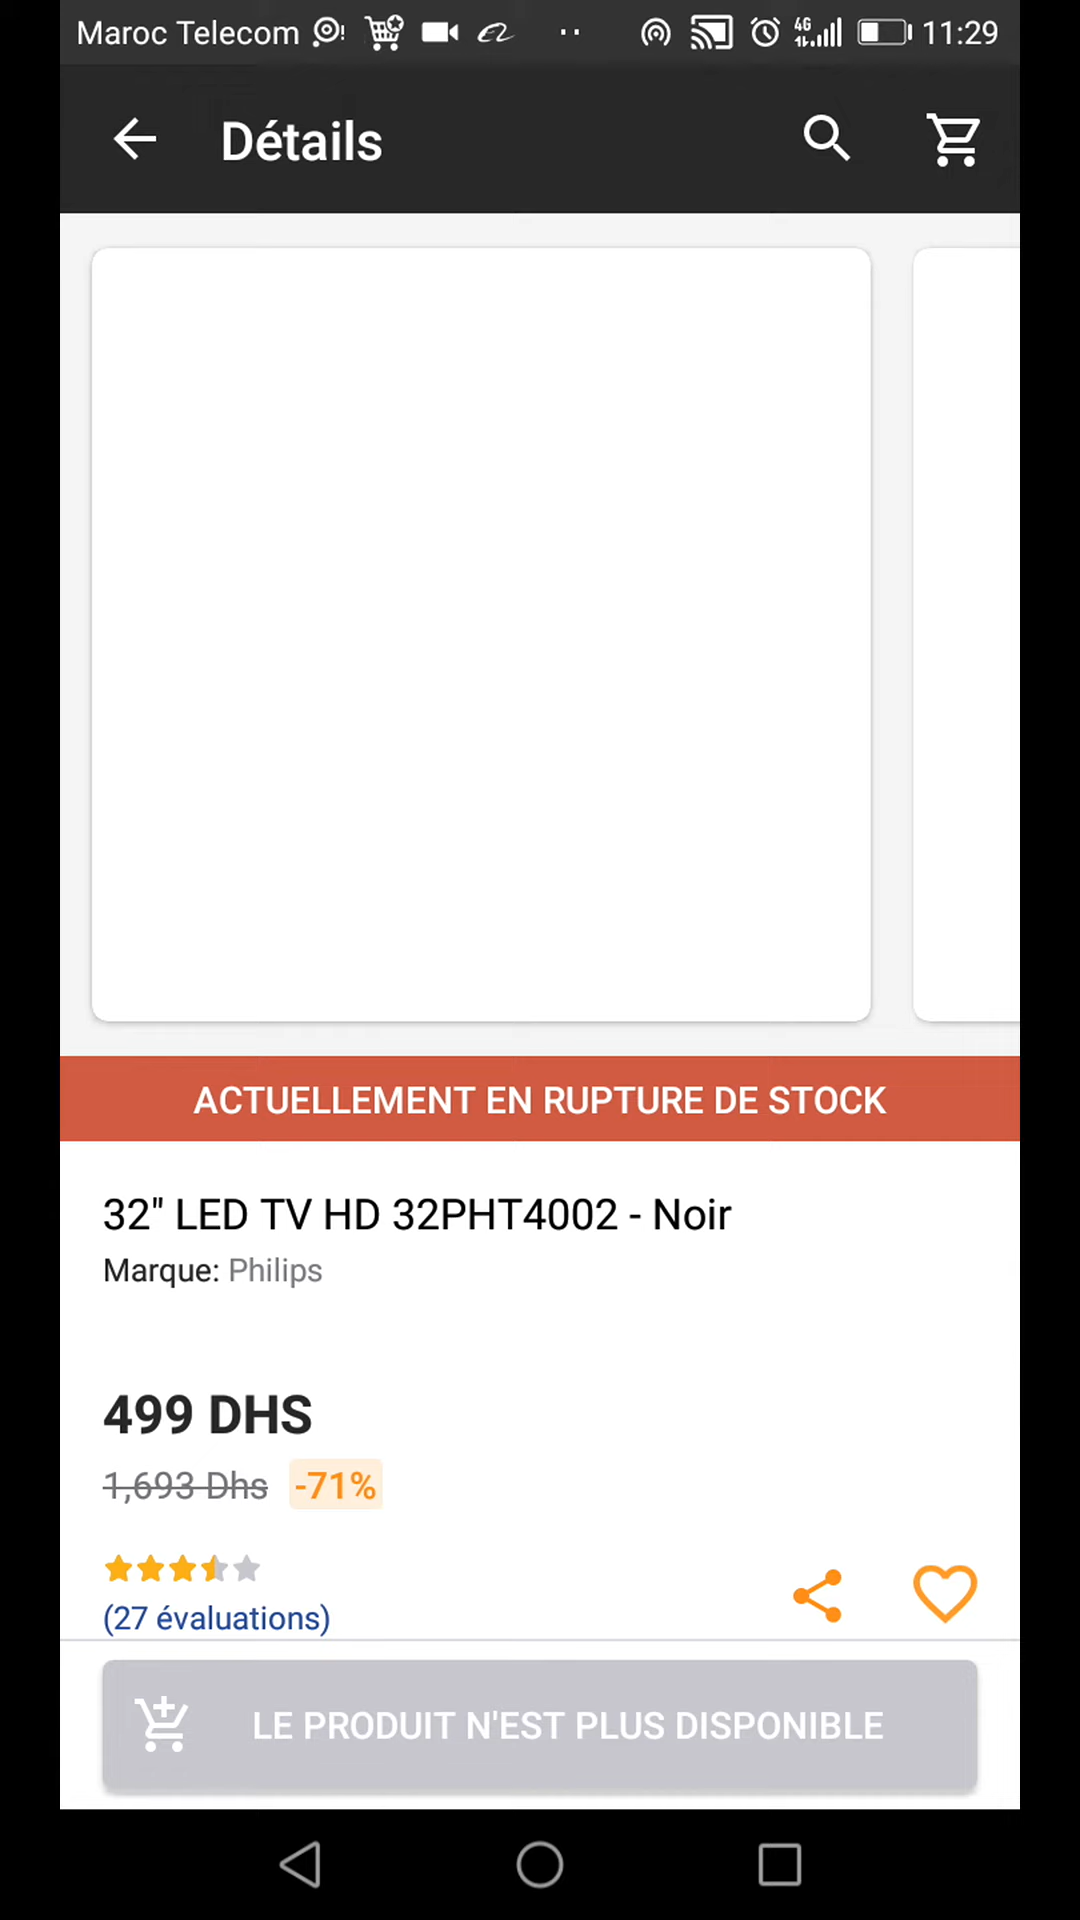 Maroc Telecom 4G 11:29
Détails
ACTUELLEMENT EN RUPTURE DE STOCK
32" LED TV HD 32PHT4002 - Noir
Marque: Philips
499 DHS
1,693 Dhs -71%
(27 évaluations)
LE PRODUIT N'EST PLUS DISPONIBLE